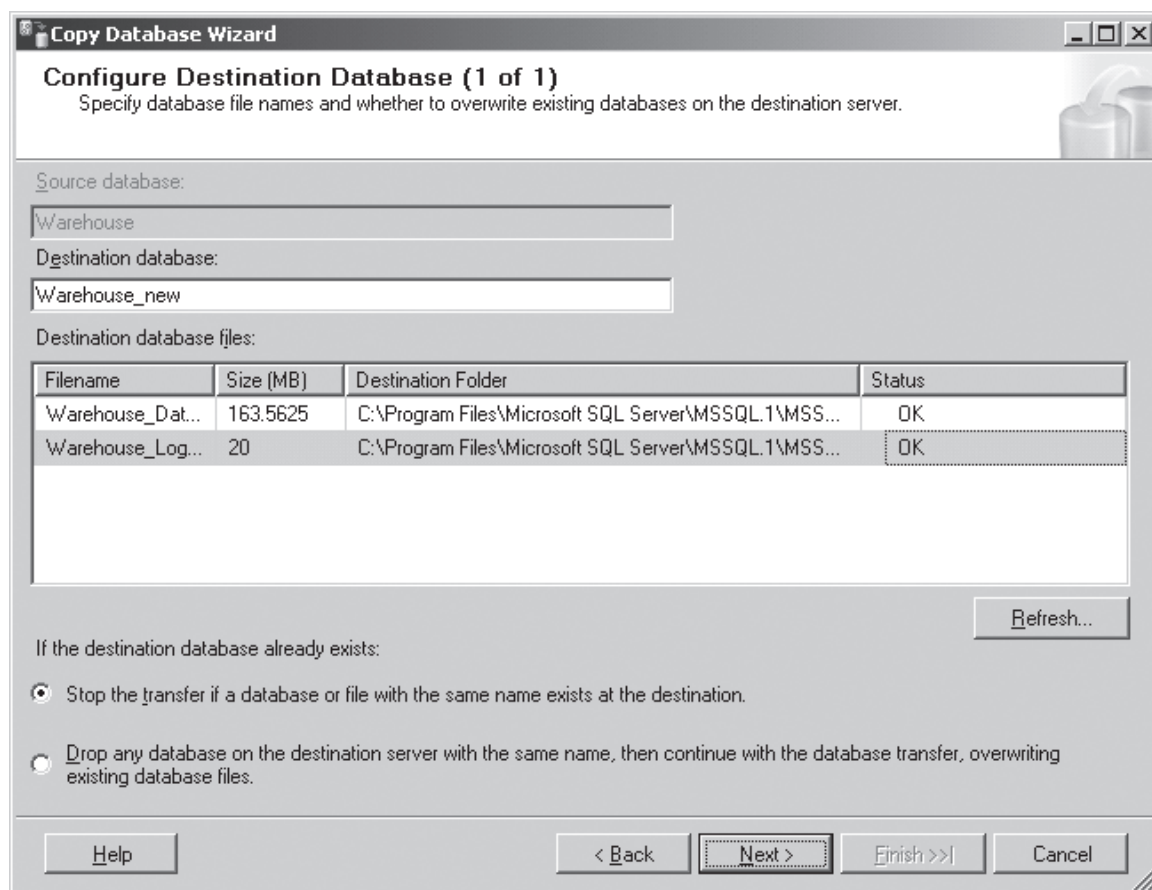 Copy Database Wizard
Configure Destination Database (1 of 1)
Specify database file names and whether to overwrite existing databases on the destination server.
Source database:
Warehouse
Destination database:
Warehouse_new
Destination database files:
Filename Size (MB) Destination Folder Status
Warehouse_Dat... 163.5625 C:\Program Files\Microsoft SQL Server\MSSQL.1\MSS... OK
Warehouse_Log... 20 C:\Program Files\Microsoft SQL Server\MSSQL.1\MSS... OK
Refresh...
If the destination database already exists:
Stop the transfer if a database or file with the same name exists at the destination.
Drop any database on the destination server with the same name, then continue with the database transfer, overwriting
existing database files.
Help < Back Next > Finish >>| Cancel